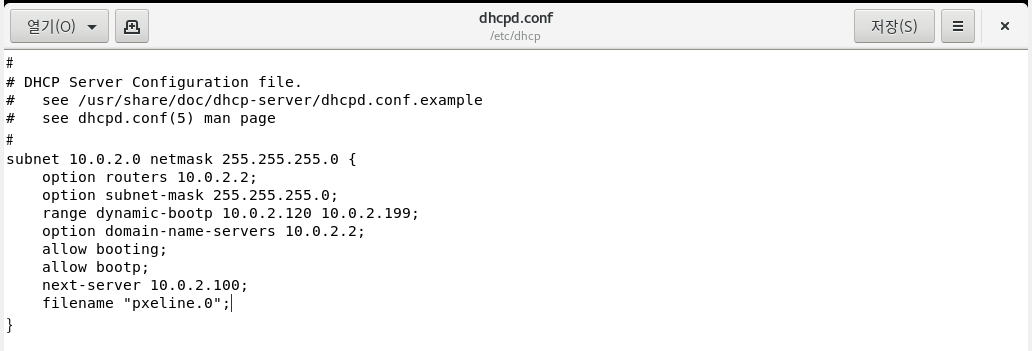 열기(O)
dhcpd.conf
/etc/dhcp
저장(S)
#
# DHCP Server Configuration file.
#   see /usr/share/doc/dhcp-server/dhcpd.conf.example
#   see dhcpd.conf(5) man page
#
subnet 10.0.2.0 netmask 255.255.255.0 {
    option routers 10.0.2.2;
    option subnet-mask 255.255.255.0;
    range dynamic-bootp 10.0.2.120 10.0.2.199;
    option domain-name-servers 10.0.2.2;
    allow booting;
    allow bootp;
    next-server 10.0.2.100;
    filename "pxeline.0";
}